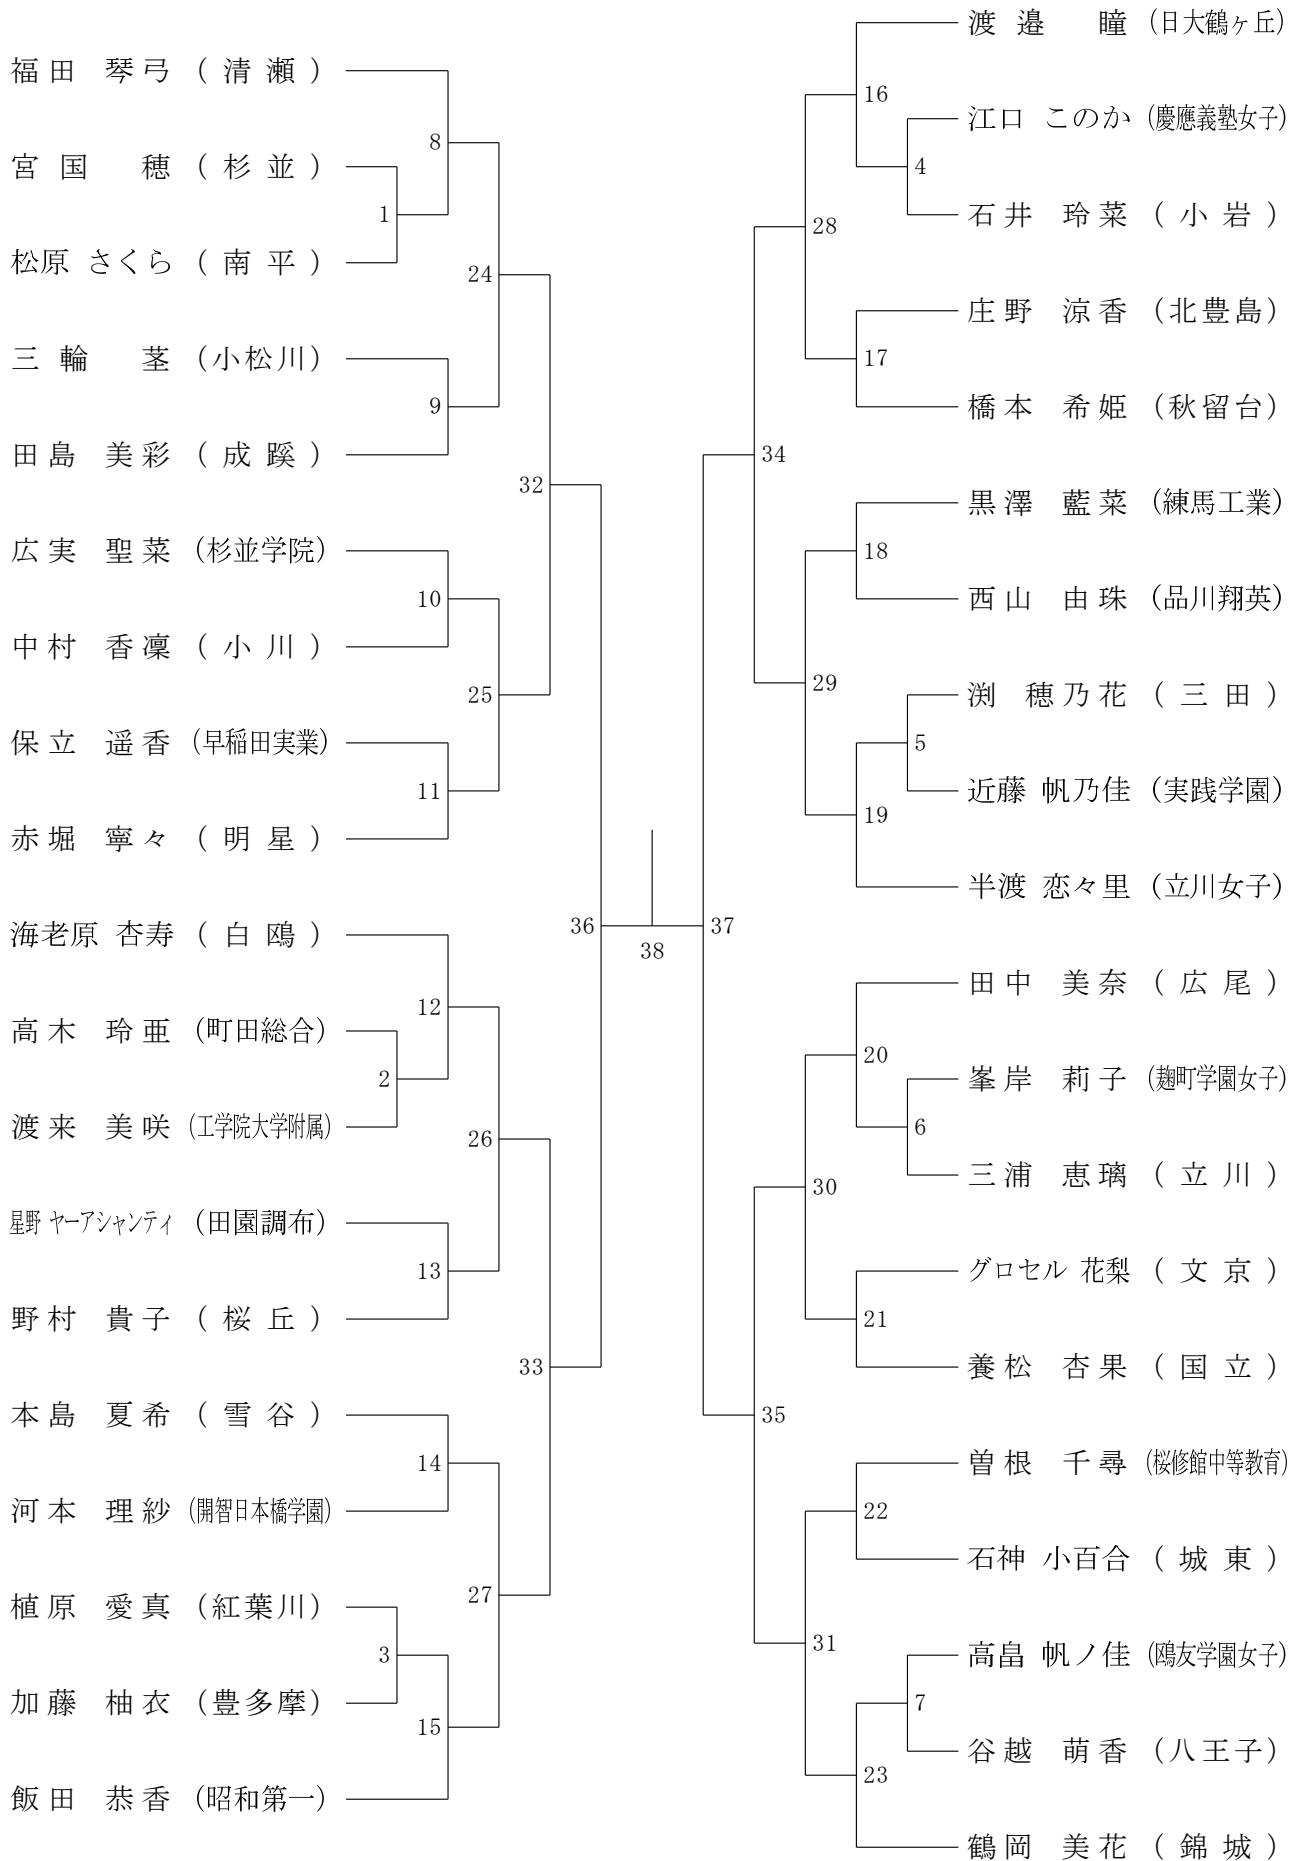 福田 琴弓 (清瀬)
8
宮国 穂 (杉並)
1
松原 さくら (南平)
24
三輪 茎 (小松川)
9
田島 美彩 (成蹊)
32
広実 聖菜 (杉並学院)
10
中村 香凜 (小川)
25
保立 遥香 (早稲田実業)
11
赤堀 寧々 (明星)
36
海老原 杏寿 (白鴎)
12
高木 玲亜 (町田総合)
2
渡来 美咲 (工学院大学附属)
26
星野 ヤーアシャンティ (田園調布)
13
野村 貴子 (桜丘)
33
本島 夏希 (雪谷)
14
河本 理紗 (開智日本橋学園)
27
植原 愛真 (紅葉川)
3
加藤 柚衣 (豊多摩)
15
飯田 恭香 (昭和第一)
38
渡邉 瞳 (日大鶴ヶ丘)
16
江口 このか (慶應義塾女子)
4
石井 玲菜 (小岩)
28
庄野 涼香 (北豊島)
17
橋本 希姫 (秋留台)
34
黒澤 藍菜 (練馬工業)
18
西山 由珠 (品川翔英)
29
渕 穂乃花 (三田)
5
近藤 帆乃佳 (実践学園)
19
半渡 恋々里 (立川女子)
37
田中 美奈 (広尾)
20
峯岸 莉子 (麹町学園女子)
6
三浦 恵璃 (立川)
30
グロセル 花梨 (文京)
21
養松 杏果 (国立)
35
曽根 千尋 (桜修館中等教育)
22
石神 小百合 (城東)
31
高畠 帆ノ佳 (鴎友学園女子)
7
谷越 萌香 (八王子)
23
鶴岡 美花 (錦城)